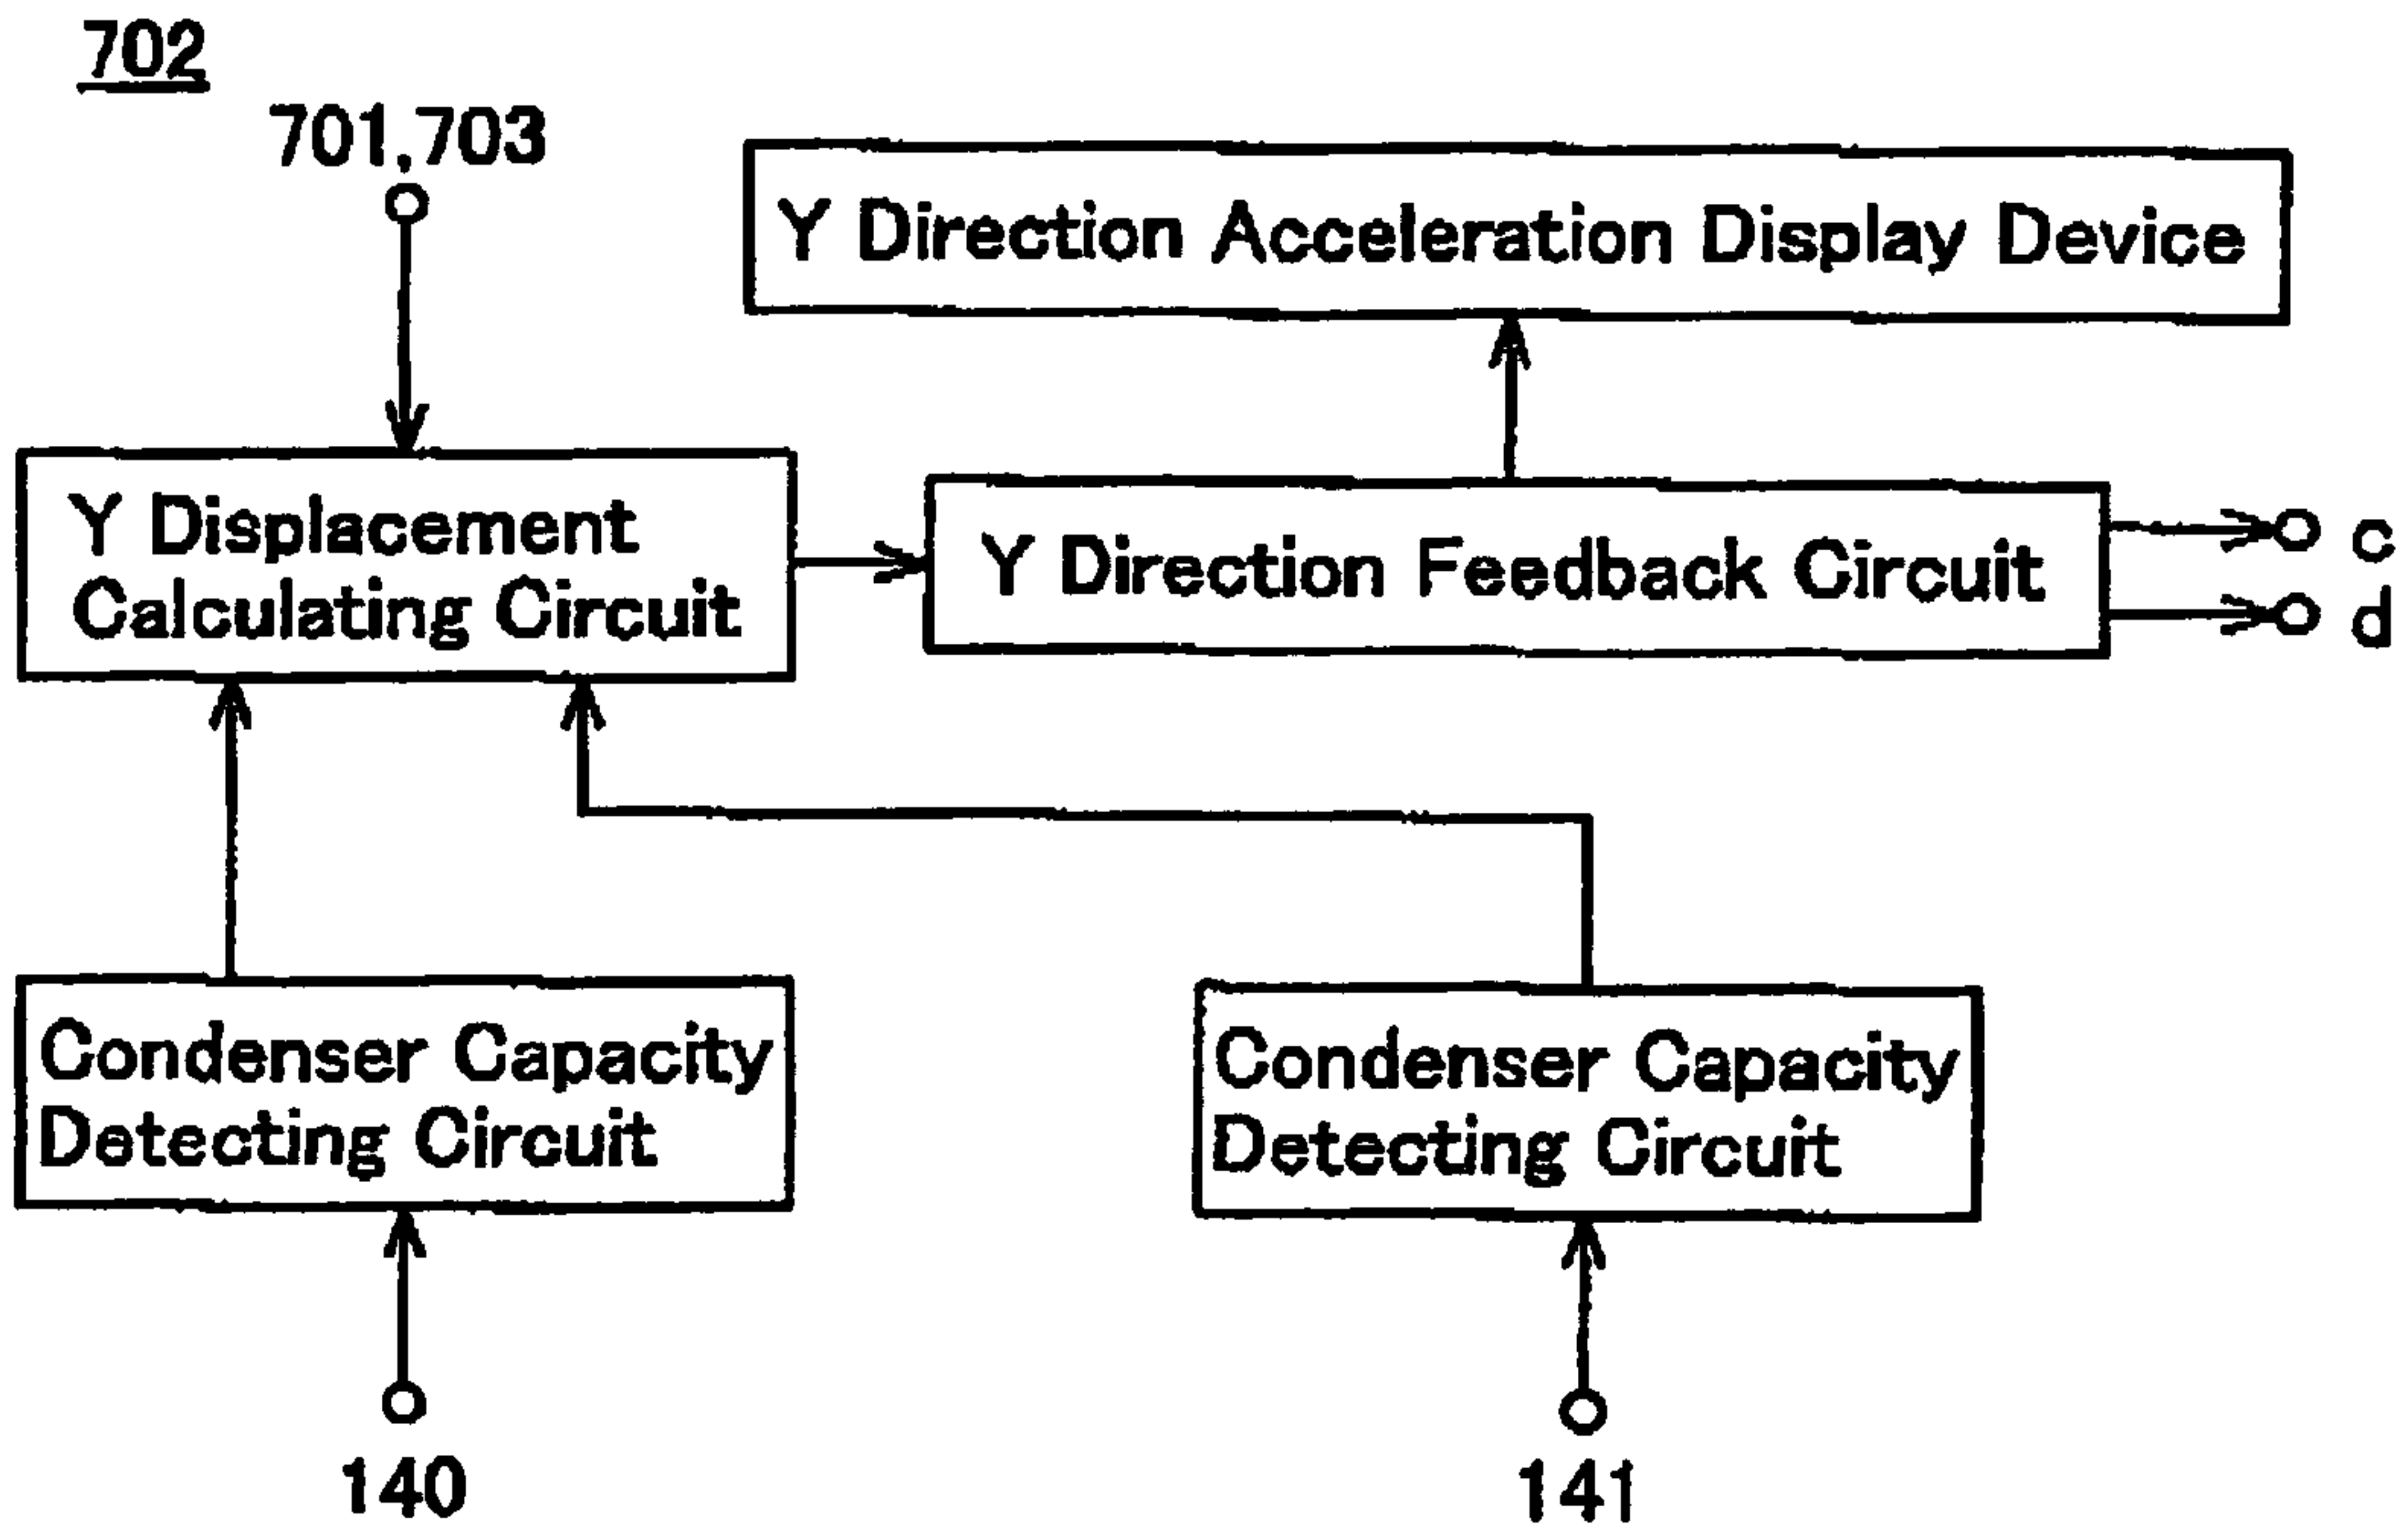 702
701,703
Y Direction Acceleration Display Device
Y Displacement
Calculating Circuit
Y Direction Feedback Circuit
c
d
Condenser Capacity
Detecting Circuit
Condenser Capacity
Detecting Circuit
140
141